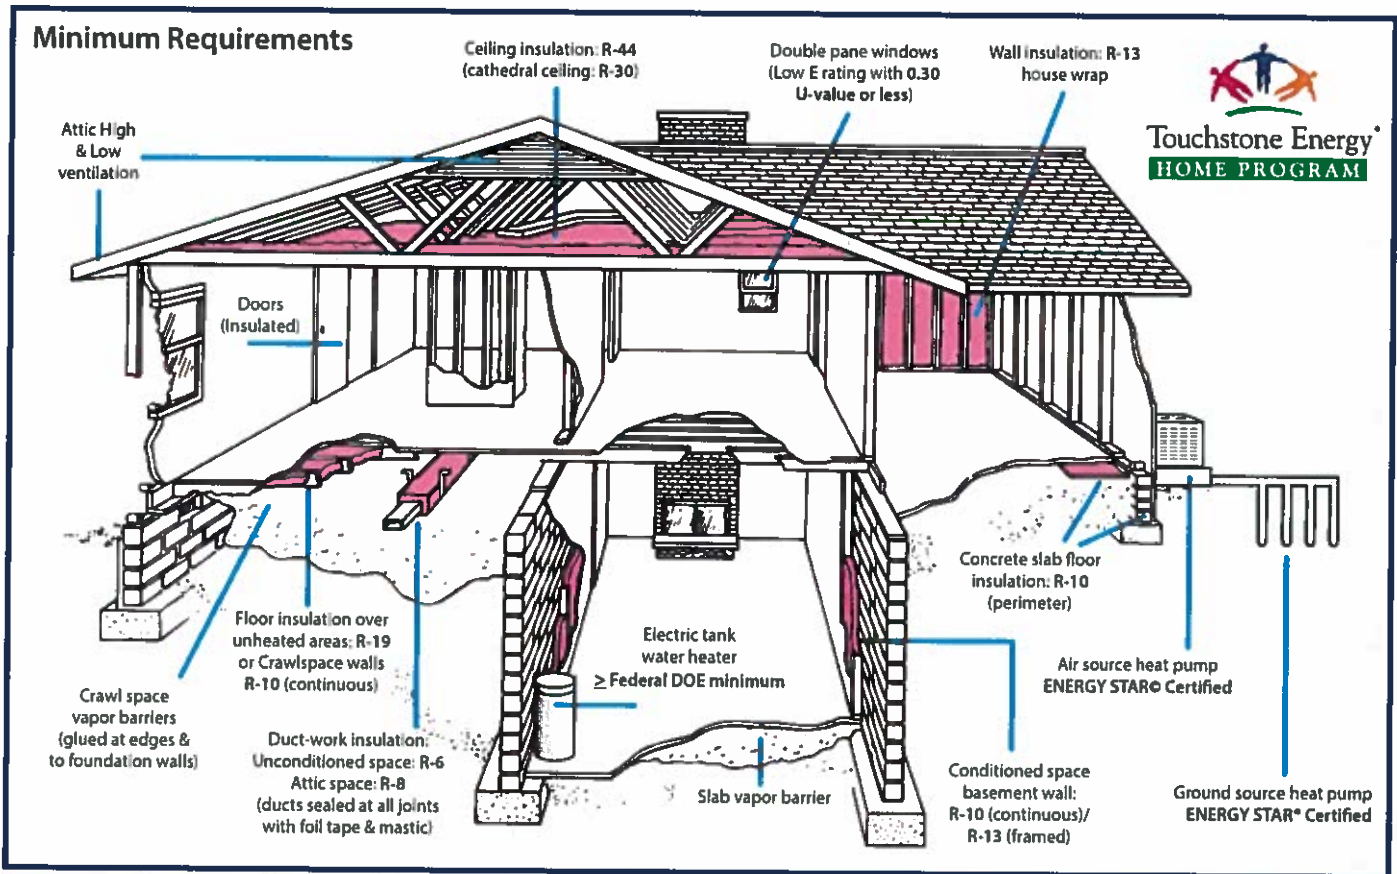 Minimum Requirements
Ceiling insulation: R-44
(cathedral ceiling: R-30)
Double pane windows
(Low E rating with 0.30
U-value or less)
Wall insulation: R-13
house wrap
Touchstone Energy®
HOME PROGRAM
Attic High
& Low
ventilation
Doors
(Insulated)
Floor insulation over
unheated areas: R-19
or Crawlspace walls
R-10 (continuous)
Crawl space
vapor barriers
(glued at edges &
to foundation walls)
Duct-work insulation:
Unconditioned space: R-6
Attic space: R-8
(ducts sealed at all joints
with foil tape & mastic)
Electric tank
water heater
≥ Federal DOE minimum
Slab vapor barrier
Concrete slab floor
insulation: R-10
(perimeter)
Air source heat pump
ENERGY STAR© Certified
Conditioned space
basement wall:
R-10 (continuous)/
R-13 (framed)
Ground source heat pump
ENERGY STAR® Certified